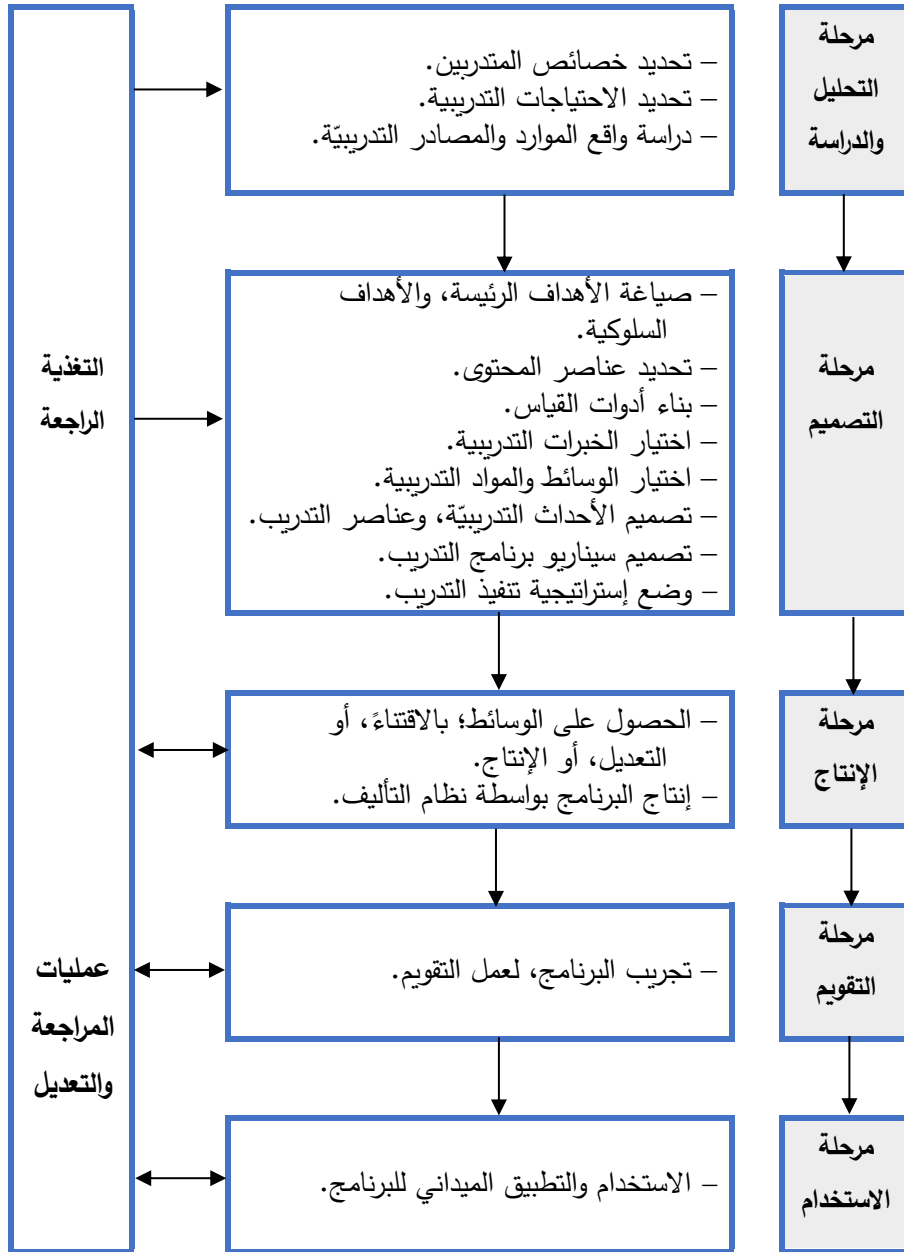 مرحلة
التحليل
والدراسة
– تحديد خصائص المتدربين.
– تحديد الاحتياجات التدريبية.
– دراسة واقع الموارد والمصادر التدريبيّة.
مرحلة
التصميم
– صياغة الأهداف الرئيسة، والأهداف
السلوكية.
– تحديد عناصر المحتوى.
– بناء أدوات القياس.
– اختيار الخبرات التدريبية.
– اختيار الوسائط والمواد التدريبية.
– تصميم الأحداث التدريبيّة، وعناصر التدريب.
– تصميم سيناريو برنامج التدريب.
– وضع إستراتيجية تنفيذ التدريب.
التغذية
الراجعة
مرحلة
الإنتاج
– الحصول على الوسائط؛ بالاقتناءً، أو
التعديل، أو الإنتاج.
– إنتاج البرنامج بواسطة نظام التأليف.
مرحلة
التقويم
– تجريب البرنامج، لعمل التقويم.
عمليات
المراجعة
والتعديل
مرحلة
الاستخدام
– الاستخدام والتطبيق الميداني للبرنامج.